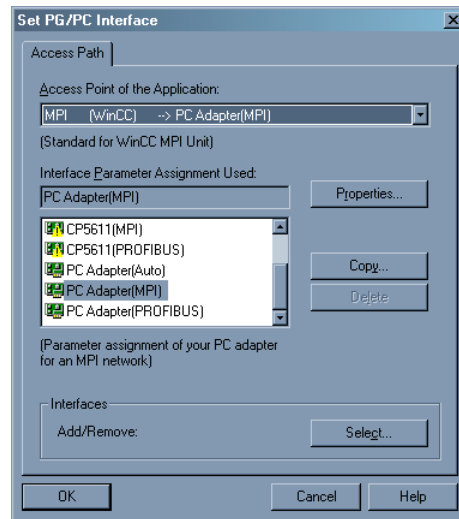 Set PG/PC Interface
Access Path
Access Point of the Application:
MPI (WinCC) --> PC Adapter(MPI)
(Standard for WinCC MPI Unit)
Interface Parameter Assignment Used:
PC Adapter(MPI)
Properties...
CP5611(MPI)
CP5611(PROFIBUS)
PC Adapter(Auto)
PC Adapter(MPI)
PC Adapter(PROFIBUS)
Copy...
Delete
(Parameter assignment of your PC adapter
for an MPI network)
Interfaces
Add/Remove:
Select...
OK
Cancel
Help